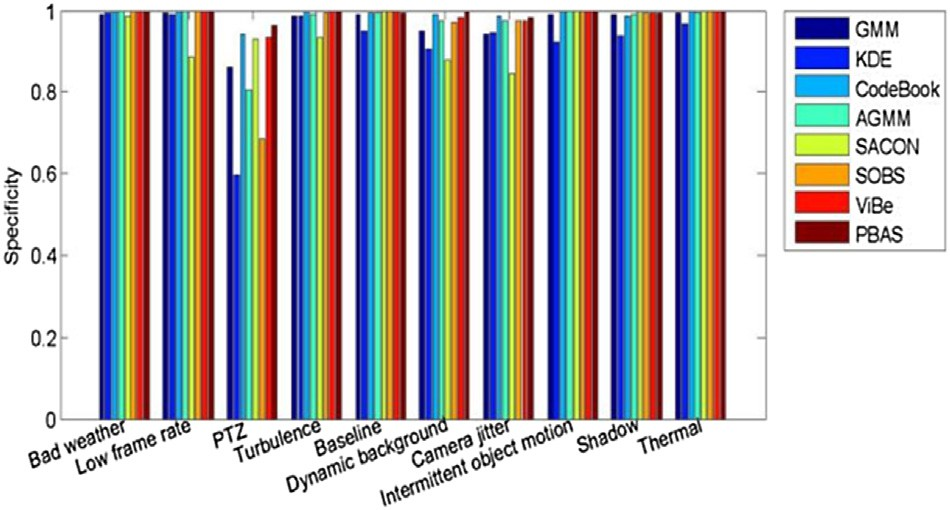 1
0.8
0.6
0.4
0.2
0
Specificity
Bad weather
Low frame rate
PTZ
Turbulence
Baseline
Dynamic background
Camera jitter
Intermittent object motion
Shadow
Thermal
GMM
KDE
CodeBook
AGMM
SACON
SOBS
ViBe
PBAS